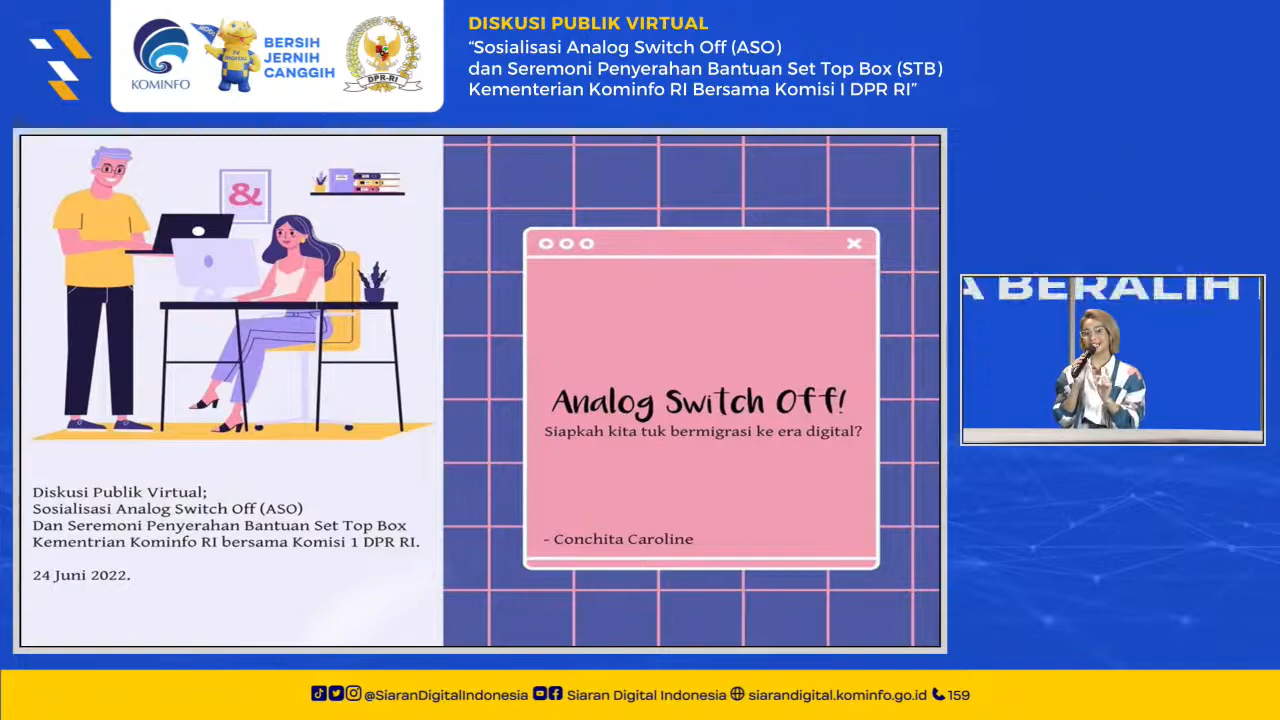 KOMINFO
MODI
TV
DIGITAL
BERSIH
JERNIH
CANGGIH
DPR-RI
DISKUSI PUBLIK VIRTUAL
“Sosialisasi Analog Switch Off (ASO)
dan Seremoni Penyerahan Bantuan Set Top Box (STB)
Kementerian Kominfo RI Bersama Komisi I DPR RI”
&
Analog Switch Off!
Siapkah kita tuk bermigrasi ke era digital?
- Conchita Caroline
Diskusi Publik Virtual;
Sosialisasi Analog Switch Off (ASO)
Dan Seremoni Penyerahan Bantuan Set Top Box
Kementrian Kominfo RI bersama Komisi 1 DPR RI.
24 Juni 2022.
A BERALIH
@SiaranDigitalIndonesia Siaran Digital Indonesia siarandigital.kominfo.go.id 159